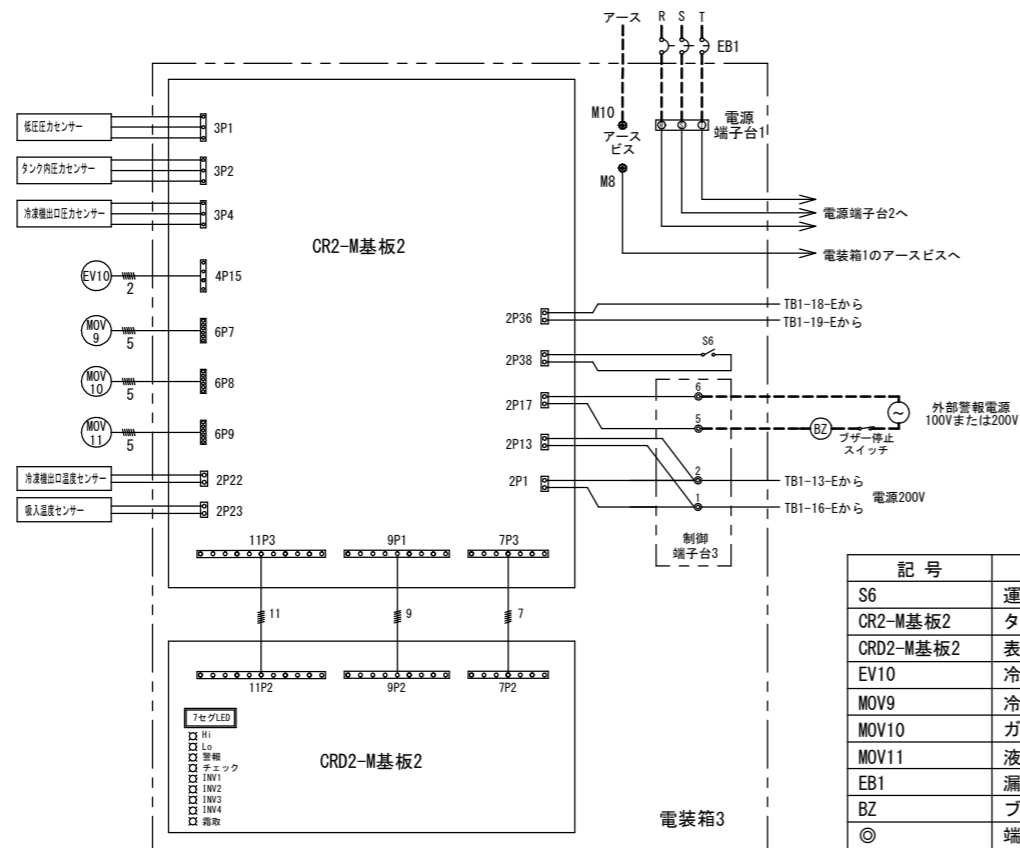 アース R S T
EB1
M10
アース
ビス
M8
電源
端子台1
電源端子台2へ
電装箱1のアースビスへ
低圧圧力センサー
3P1
タンク内圧力センサー
3P2
冷凍機出口圧力センサー
3P4
CR2-M基板2
EV10
2
4P15
MOV
9
5
6P7
MOV
10
5
6P8
MOV
11
5
6P9
冷凍機出口温度センサー
2P22
吸入温度センサー
2P23
2P36
TB1-18-Eから
TB1-19-Eから
2P38
S6
2P17
6
5
BZ
ブザー停止
スイッチ
~
外部警報電源
100Vまたは200V
2P13
2P1
2
1
TB1-13-Eから
電源200V
TB1-16-Eから
制御
端子台3
11P3 9P1 7P3
11 9 7
11P2 9P2 7P2
7セグLED
Hi
Lo
警報
チェック
INV1
INV2
INV3
INV4
霜取
CRD2-M基板2
電装箱3
記 号
S6 運
CR2-M基板2 タ
CRD2-M基板2 表
EV10 冷
MOV9 冷
MOV10 ガ
MOV11 液
EB1 漏
BZ ブ
◎ 端